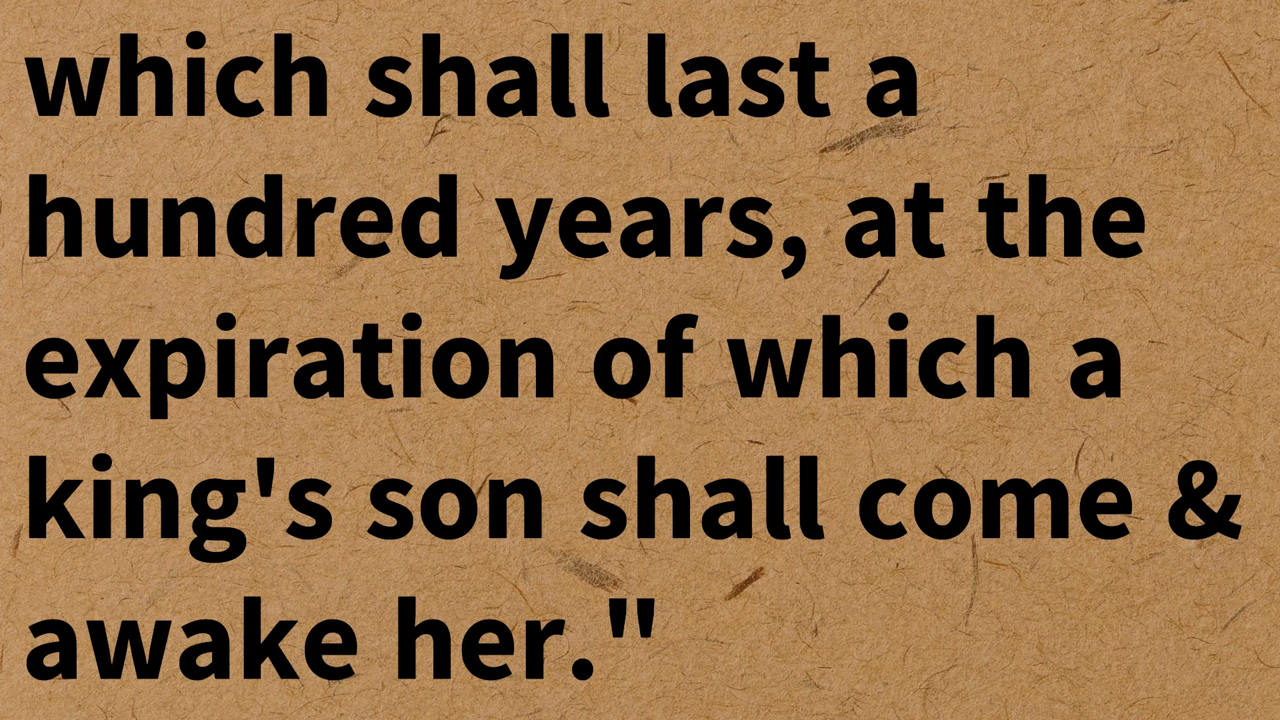 which shall last a
hundred years, at the
expiration of which a
king's son shall come &
awake her."